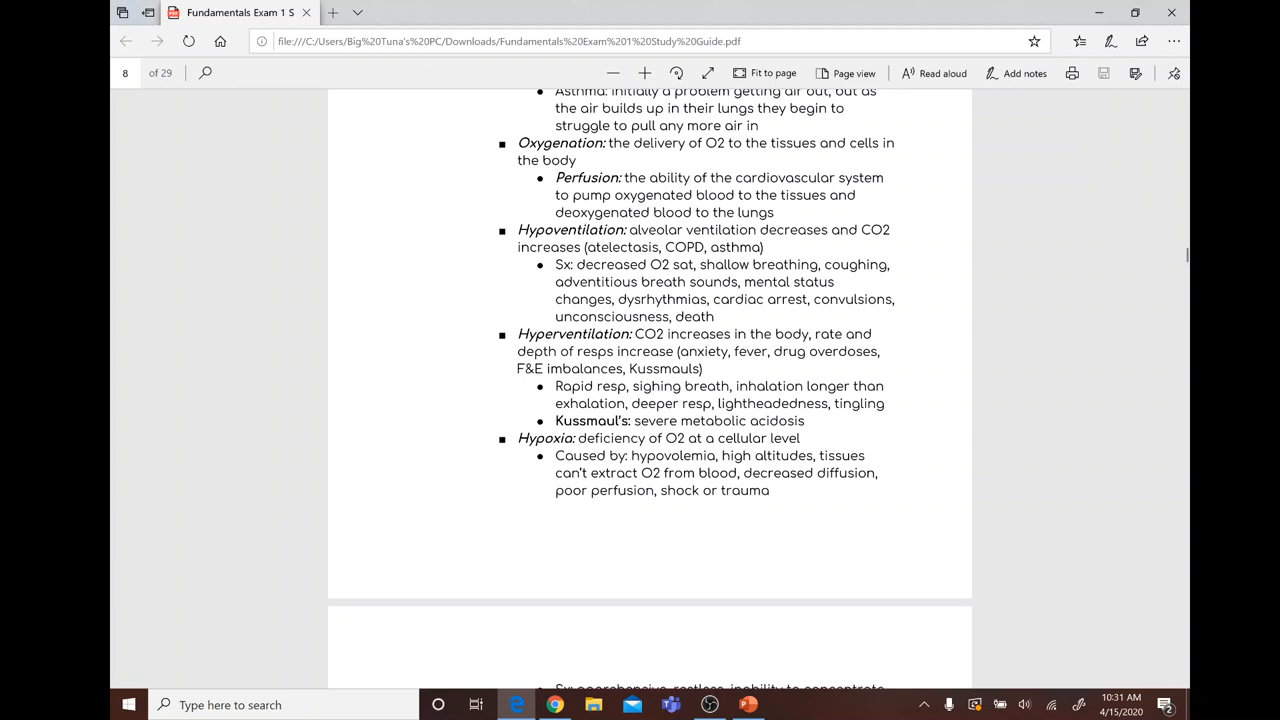 Fundamentals Exam 1 S
file:///C:/Users/Big%20Tuna's%20PC/Downloads/Fundamentals%20Exam%201%20Study%20Guide.pdf
8 of 29 Fit to page Page view Read aloud Add notes
• Asthma: initially a problem getting air out, but as
the air builds up in their lungs they begin to
struggle to pull any more air in
■ Oxygenation: the delivery of O2 to the tissues and cells in
the body
• Perfusion: the ability of the cardiovascular system
to pump oxygenated blood to the tissues and
deoxygenated blood to the lungs
■ Hypoventilation: alveolar ventilation decreases and CO2
increases (atelectasis, COPD, asthma)
• Sx: decreased O2 sat, shallow breathing, coughing,
adventitious breath sounds, mental status
changes, dysrhythmias, cardiac arrest, convulsions,
unconsciousness, death
■ Hyperventilation: CO2 increases in the body, rate and
depth of resps increase (anxiety, fever, drug overdoses,
F&E imbalances, Kussmauls)
• Rapid resp, sighing breath, inhalation longer than
exhalation, deeper resp, lightheadedness, tingling
• Kussmaul's: severe metabolic acidosis
■ Hypoxia: deficiency of O2 at a cellular level
• Caused by: hypovolemia, high altitudes, tissues
can't extract O2 from blood, decreased diffusion,
poor perfusion, shock or trauma
• Sx: apprehensive, restless, inability to concentrate
Type here to search
10:31 AM
4/15/2020
2